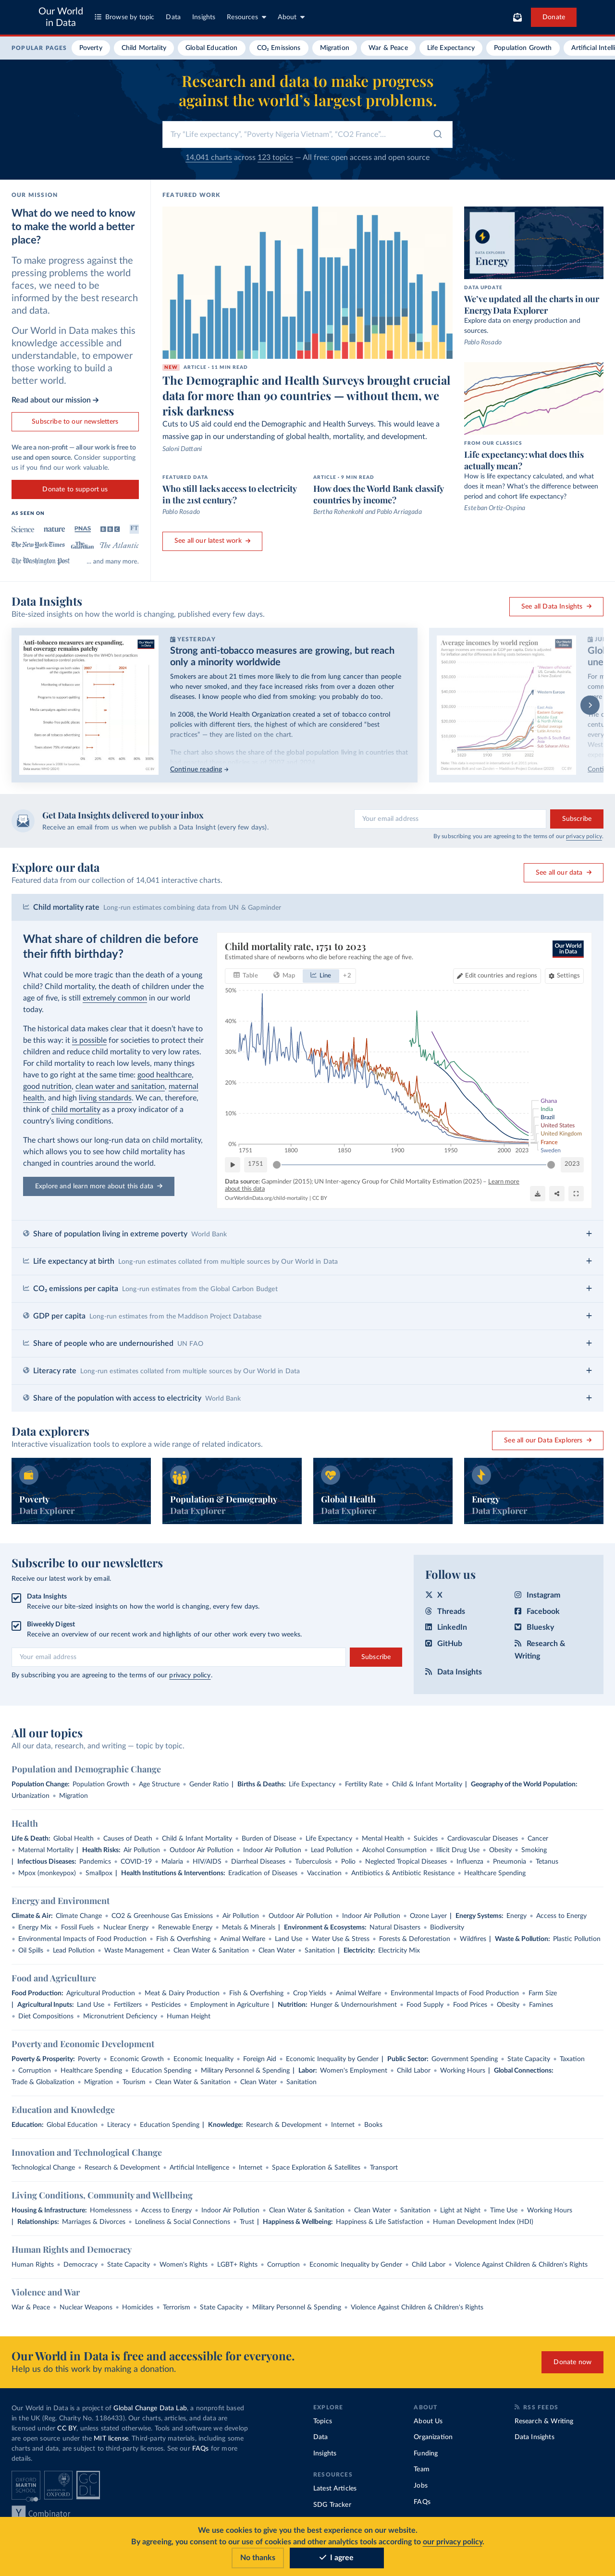 Our World
in Data
Browse by topic
Data
Insights
Resources
About
Donate
POPULAR PAGES
Poverty
Child Mortality
Global Education
CO₂ Emissions
Migration
War & Peace
Life Expectancy
Population Growth
Artificial Intelli
Research and data to make progress
against the world's largest problems.
Try "Life expectancy", "Poverty Nigeria Vietnam", "CO2 France"...
14,041 charts across 123 topics — All free: open access and open source
OUR MISSION
What do we need to know
to make the world a better
place?
To make progress against the
pressing problems the world
faces, we need to be
informed by the best research
and data.
Our World in Data makes this
knowledge accessible and
understandable, to empower
those working to build a
better world.
Read about our mission →
Subscribe to our newsletters
We are a non-profit — all our work is free to
use and open source. Consider supporting
us if you find our work valuable.
Donate to support us
AS SEEN ON
Science
nature
PNAS
BBC
FT
The New York Times
The Guardian
The Atlantic
The Washington Post
... and many more.
FEATURED WORK
NEW ARTICLE • 11 MIN READ
The Demographic and Health Surveys brought crucial
data for more than 90 countries — without them, we
risk darkness
Cuts to US aid could end the Demographic and Health Surveys. This would leave a
massive gap in our understanding of global health, mortality, and development.
Saloni Dattani
FEATURED DATA
Who still lacks access to electricity
in the 21st century?
Pablo Rosado
ARTICLE • 9 MIN READ
How does the World Bank classify
countries by income?
Bertha Rohenkohl and Pablo Arriagada
See all our latest work →
DATA EXPLORER
Energy
DATA UPDATE
We've updated all the charts in our
Energy Data Explorer
Explore data on energy production and
sources.
Pablo Rosado
FROM OUR CLASSICS
Life expectancy: what does this
actually mean?
How is life expectancy calculated, and what
does it mean? What's the difference between
period and cohort life expectancy?
Esteban Ortiz-Ospina
Data Insights
Bite-sized insights on how the world is changing, published every few days.
See all Data Insights →
Anti-tobacco measures are expanding,
but coverage remains patchy
YESTERDAY
Strong anti-tobacco measures are growing, but reach
only a minority worldwide
Smokers are about 21 times more likely to die from lung cancer than people
who never smoked, and they face increased risks from over a dozen other
diseases. I know people who died from smoking; you probably do too.
In 2008, the World Health Organization created a set of tobacco control
policies with different tiers, the highest of which are considered "best
practices" — they are listed on the chart.
The chart also shows the share of the global population living in countries that
Continue reading →
Average incomes by world region
Get Data Insights delivered to your inbox
Receive an email from us when we publish a Data Insight (every few days).
Your email address
Subscribe
By subscribing you are agreeing to the terms of our privacy policy.
Explore our data
Featured data from our collection of 14,041 interactive charts.
See all our data →
Child mortality rate Long-run estimates combining data from UN & Gapminder
What share of children die before
their fifth birthday?
What could be more tragic than the death of a young
child? Child mortality, the death of children under the
age of five, is still extremely common in our world
today.
The historical data makes clear that it doesn't have to
be this way: it is possible for societies to protect their
children and reduce child mortality to very low rates.
For child mortality to reach low levels, many things
have to go right at the same time: good healthcare,
good nutrition, clean water and sanitation, maternal
health, and high living standards. We can, therefore,
think of child mortality as a proxy indicator of a
country's living conditions.
The chart shows our long-run data on child mortality,
which allows you to see how child mortality has
changed in countries around the world.
Explore and learn more about this data →
Child mortality rate, 1751 to 2023
Estimated share of newborns who die before reaching the age of five.
Our World
in Data
Table
Map
Line
+2
Edit countries and regions
Settings
50%
40%
30%
20%
10%
0%
1751
1800
1850
1900
1950
2000
2023
Ghana
India
Brazil
United States
United Kingdom
France
Sweden
1751
2023
Data source: Gapminder (2015); UN Inter-agency Group for Child Mortality Estimation (2025) – Learn more
about this data
OurWorldinData.org/child-mortality | CC BY
Share of population living in extreme poverty World Bank
Life expectancy at birth Long-run estimates collated from multiple sources by Our World in Data
CO₂ emissions per capita Long-run estimates from the Global Carbon Budget
GDP per capita Long-run estimates from the Maddison Project Database
Share of people who are undernourished UN FAO
Literacy rate Long-run estimates collated from multiple sources by Our World in Data
Share of the population with access to electricity World Bank
Data explorers
Interactive visualization tools to explore a wide range of related indicators.
See all our Data Explorers →
Poverty
Data Explorer
Population & Demography
Data Explorer
Global Health
Data Explorer
Energy
Data Explorer
Subscribe to our newsletters
Receive our latest work by email.
Data Insights
Receive our bite-sized insights on how the world is changing, every few days.
Biweekly Digest
Receive an overview of our recent work and highlights of our other work every two weeks.
Your email address
Subscribe
By subscribing you are agreeing to the terms of our privacy policy.
Follow us
X
Instagram
Threads
Facebook
LinkedIn
Bluesky
GitHub
Research &
Writing
Data Insights
All our topics
All our data, research, and writing — topic by topic.
Population and Demographic Change
Population Change: Population Growth • Age Structure • Gender Ratio | Births & Deaths: Life Expectancy • Fertility Rate • Child & Infant Mortality | Geography of the World Population:
Urbanization • Migration
Health
Life & Death: Global Health • Causes of Death • Child & Infant Mortality • Burden of Disease • Life Expectancy • Mental Health • Suicides • Cardiovascular Diseases • Cancer
• Maternal Mortality | Health Risks: Air Pollution • Outdoor Air Pollution • Indoor Air Pollution • Lead Pollution • Alcohol Consumption • Illicit Drug Use • Obesity • Smoking
| Infectious Diseases: Pandemics • COVID-19 • Malaria • HIV/AIDS • Diarrheal Diseases • Tuberculosis • Polio • Neglected Tropical Diseases • Influenza • Pneumonia • Tetanus
• Mpox (monkeypox) • Smallpox | Health Institutions & Interventions: Eradication of Diseases • Vaccination • Antibiotics & Antibiotic Resistance • Healthcare Spending
Energy and Environment
Climate & Air: Climate Change • CO2 & Greenhouse Gas Emissions • Air Pollution • Outdoor Air Pollution • Indoor Air Pollution • Ozone Layer | Energy Systems: Energy • Access to Energy
• Energy Mix • Fossil Fuels • Nuclear Energy • Renewable Energy • Metals & Minerals | Environment & Ecosystems: Natural Disasters • Biodiversity
• Environmental Impacts of Food Production • Fish & Overfishing • Animal Welfare • Land Use • Water Use & Stress • Forests & Deforestation • Wildfires | Waste & Pollution: Plastic Pollution
• Oil Spills • Lead Pollution • Waste Management • Clean Water & Sanitation • Clean Water • Sanitation | Electricity: Electricity Mix
Food and Agriculture
Food Production: Agricultural Production • Meat & Dairy Production • Fish & Overfishing • Crop Yields • Animal Welfare • Environmental Impacts of Food Production • Farm Size
| Agricultural Inputs: Land Use • Fertilizers • Pesticides • Employment in Agriculture | Nutrition: Hunger & Undernourishment • Food Supply • Food Prices • Obesity • Famines
• Diet Compositions • Micronutrient Deficiency • Human Height
Poverty and Economic Development
Poverty & Prosperity: Poverty • Economic Growth • Economic Inequality • Foreign Aid • Economic Inequality by Gender | Public Sector: Government Spending • State Capacity • Taxation
• Corruption • Healthcare Spending • Education Spending • Military Personnel & Spending | Labor: Women's Employment • Child Labor • Working Hours | Global Connections:
Trade & Globalization • Migration • Tourism • Clean Water & Sanitation • Clean Water • Sanitation
Education and Knowledge
Education: Global Education • Literacy • Education Spending | Knowledge: Research & Development • Internet • Books
Innovation and Technological Change
Technological Change • Research & Development • Artificial Intelligence • Internet • Space Exploration & Satellites • Transport
Living Conditions, Community and Wellbeing
Housing & Infrastructure: Homelessness • Access to Energy • Indoor Air Pollution • Clean Water & Sanitation • Clean Water • Sanitation • Light at Night • Time Use • Working Hours
| Relationships: Marriages & Divorces • Loneliness & Social Connections • Trust | Happiness & Wellbeing: Happiness & Life Satisfaction • Human Development Index (HDI)
Human Rights and Democracy
Human Rights • Democracy • State Capacity • Women's Rights • LGBT+ Rights • Corruption • Economic Inequality by Gender • Child Labor • Violence Against Children & Children's Rights
Violence and War
War & Peace • Nuclear Weapons • Homicides • Terrorism • State Capacity • Military Personnel & Spending • Violence Against Children & Children's Rights
Our World in Data is free and accessible for everyone.
Help us do this work by making a donation.
Donate now
Our World in Data is a project of Global Change Data Lab, a nonprofit based
in the UK (Reg. Charity No. 1186433). Our charts, articles, and data are
licensed under CC BY, unless stated otherwise. Tools and software we develop
are open source under the MIT license. Third-party materials, including some
charts and data, are subject to third-party licenses. See our FAQs for more
details.
OXFORD
MARTIN
SCHOOL
OXFORD
GC
DL
Y Combinator
EXPLORE
Topics
Data
Insights
RESOURCES
Latest Articles
SDG Tracker
ABOUT
About Us
Organization
Funding
Team
Jobs
FAQs
RSS FEEDS
Research & Writing
Data Insights
We use cookies to give you the best experience on our website.
By agreeing, you consent to our use of cookies and other analytics tools according to our privacy policy.
No thanks
I agree